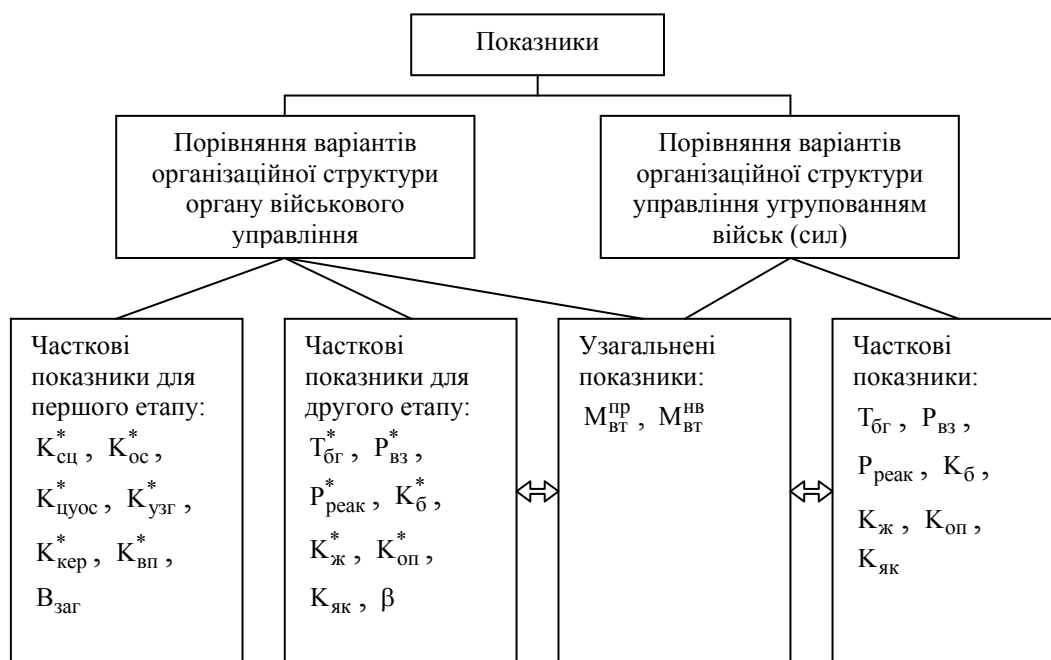 Показники
Порівняння варіантів
організаційної структури
органу військового
управління
Порівняння варіантів
організаційної структури
управління угрупованням
військ (сил)
Часткові
показники для
першого етапу:
K*сц , K*ос ,
K*цуос , K*узг ,
K*кер , K*вп ,
Bзаг
Часткові
показники для
другого етапу:
T*бг , P*вз ,
P*реак , K*б ,
K*ж , K*оп ,
Kяк , β
Узагальнені
показники:
Mпрвт , Mнввт
Часткові
показники:
Tбг , Pвз ,
Pреак , Kб ,
Kж , Kоп ,
Kяк